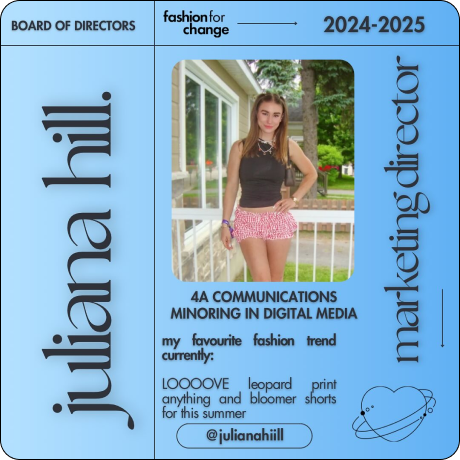 BOARD OF DIRECTORS
fashion for
change
2024-2025
juliana hill.
marketing director
4A COMMUNICATIONS
MINORING IN DIGITAL MEDIA
my favourite fashion trend
currently:
LOOOOVE leopard print
anything and bloomer shorts
for this summer
@julianahiill